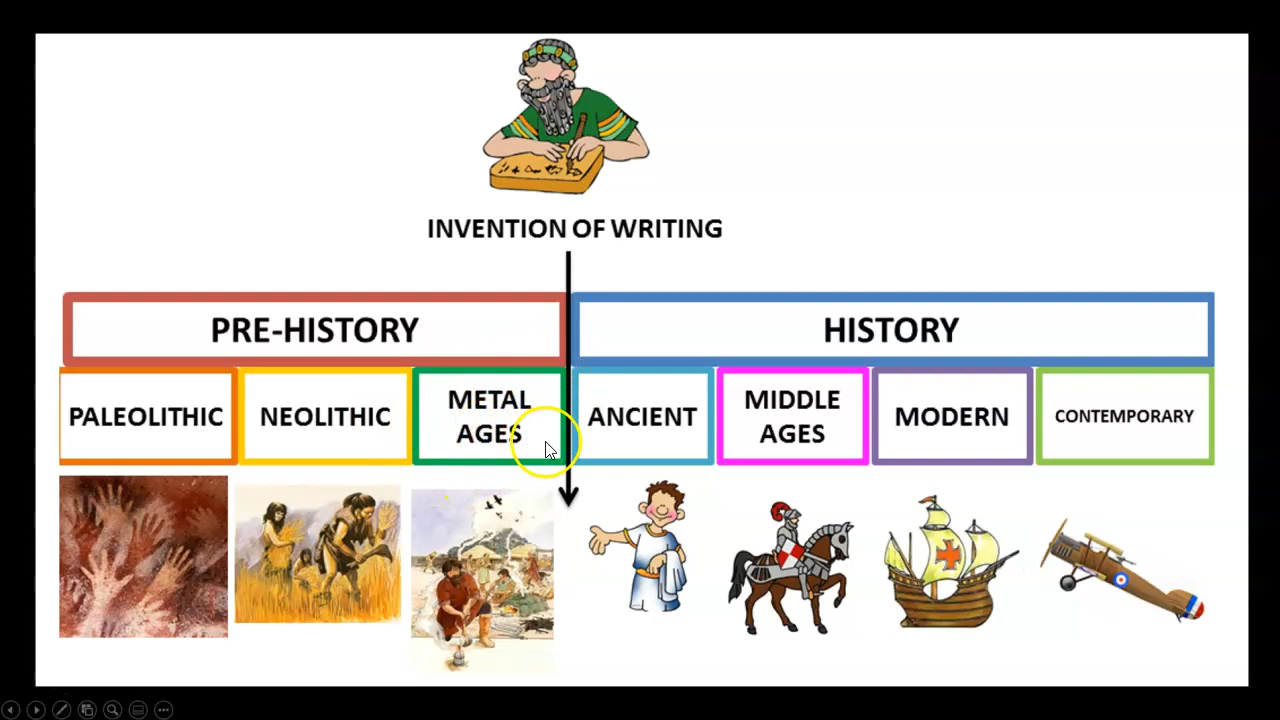 INVENTION OF WRITING
PRE-HISTORY
HISTORY
PALEOLITHIC
NEOLITHIC
METAL
AGES
ANCIENT
MIDDLE
AGES
MODERN
CONTEMPORARY